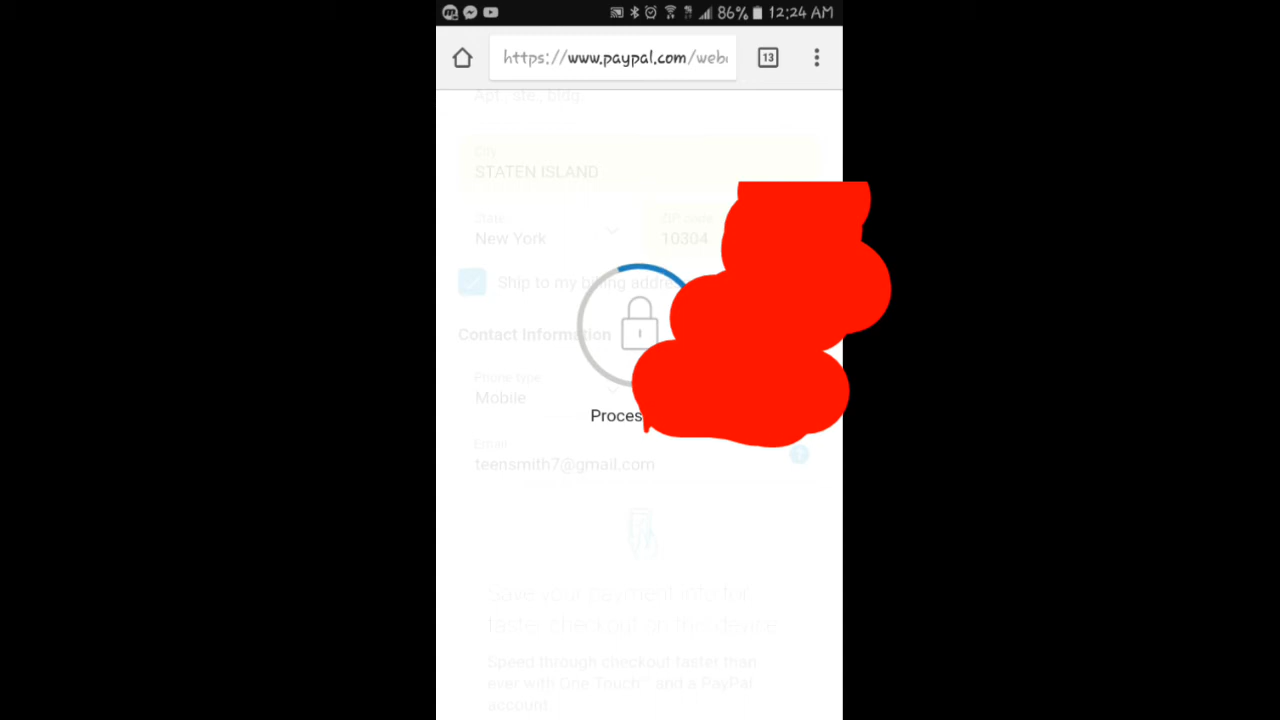 86% 12:24 AM
https://www.paypal.com/web
13
Apt., ste., bldg.
City
STATEN ISLAND
State
ZIP code
New York
10304
Ship to my billing addre
Contact Information
Phone type
Mobile
Proces
Email
teensmith7@gmail.com
Save your payment info for
faster checkout on this device
Speed through checkout faster than
ever with One Touch™ and a PayPal
account